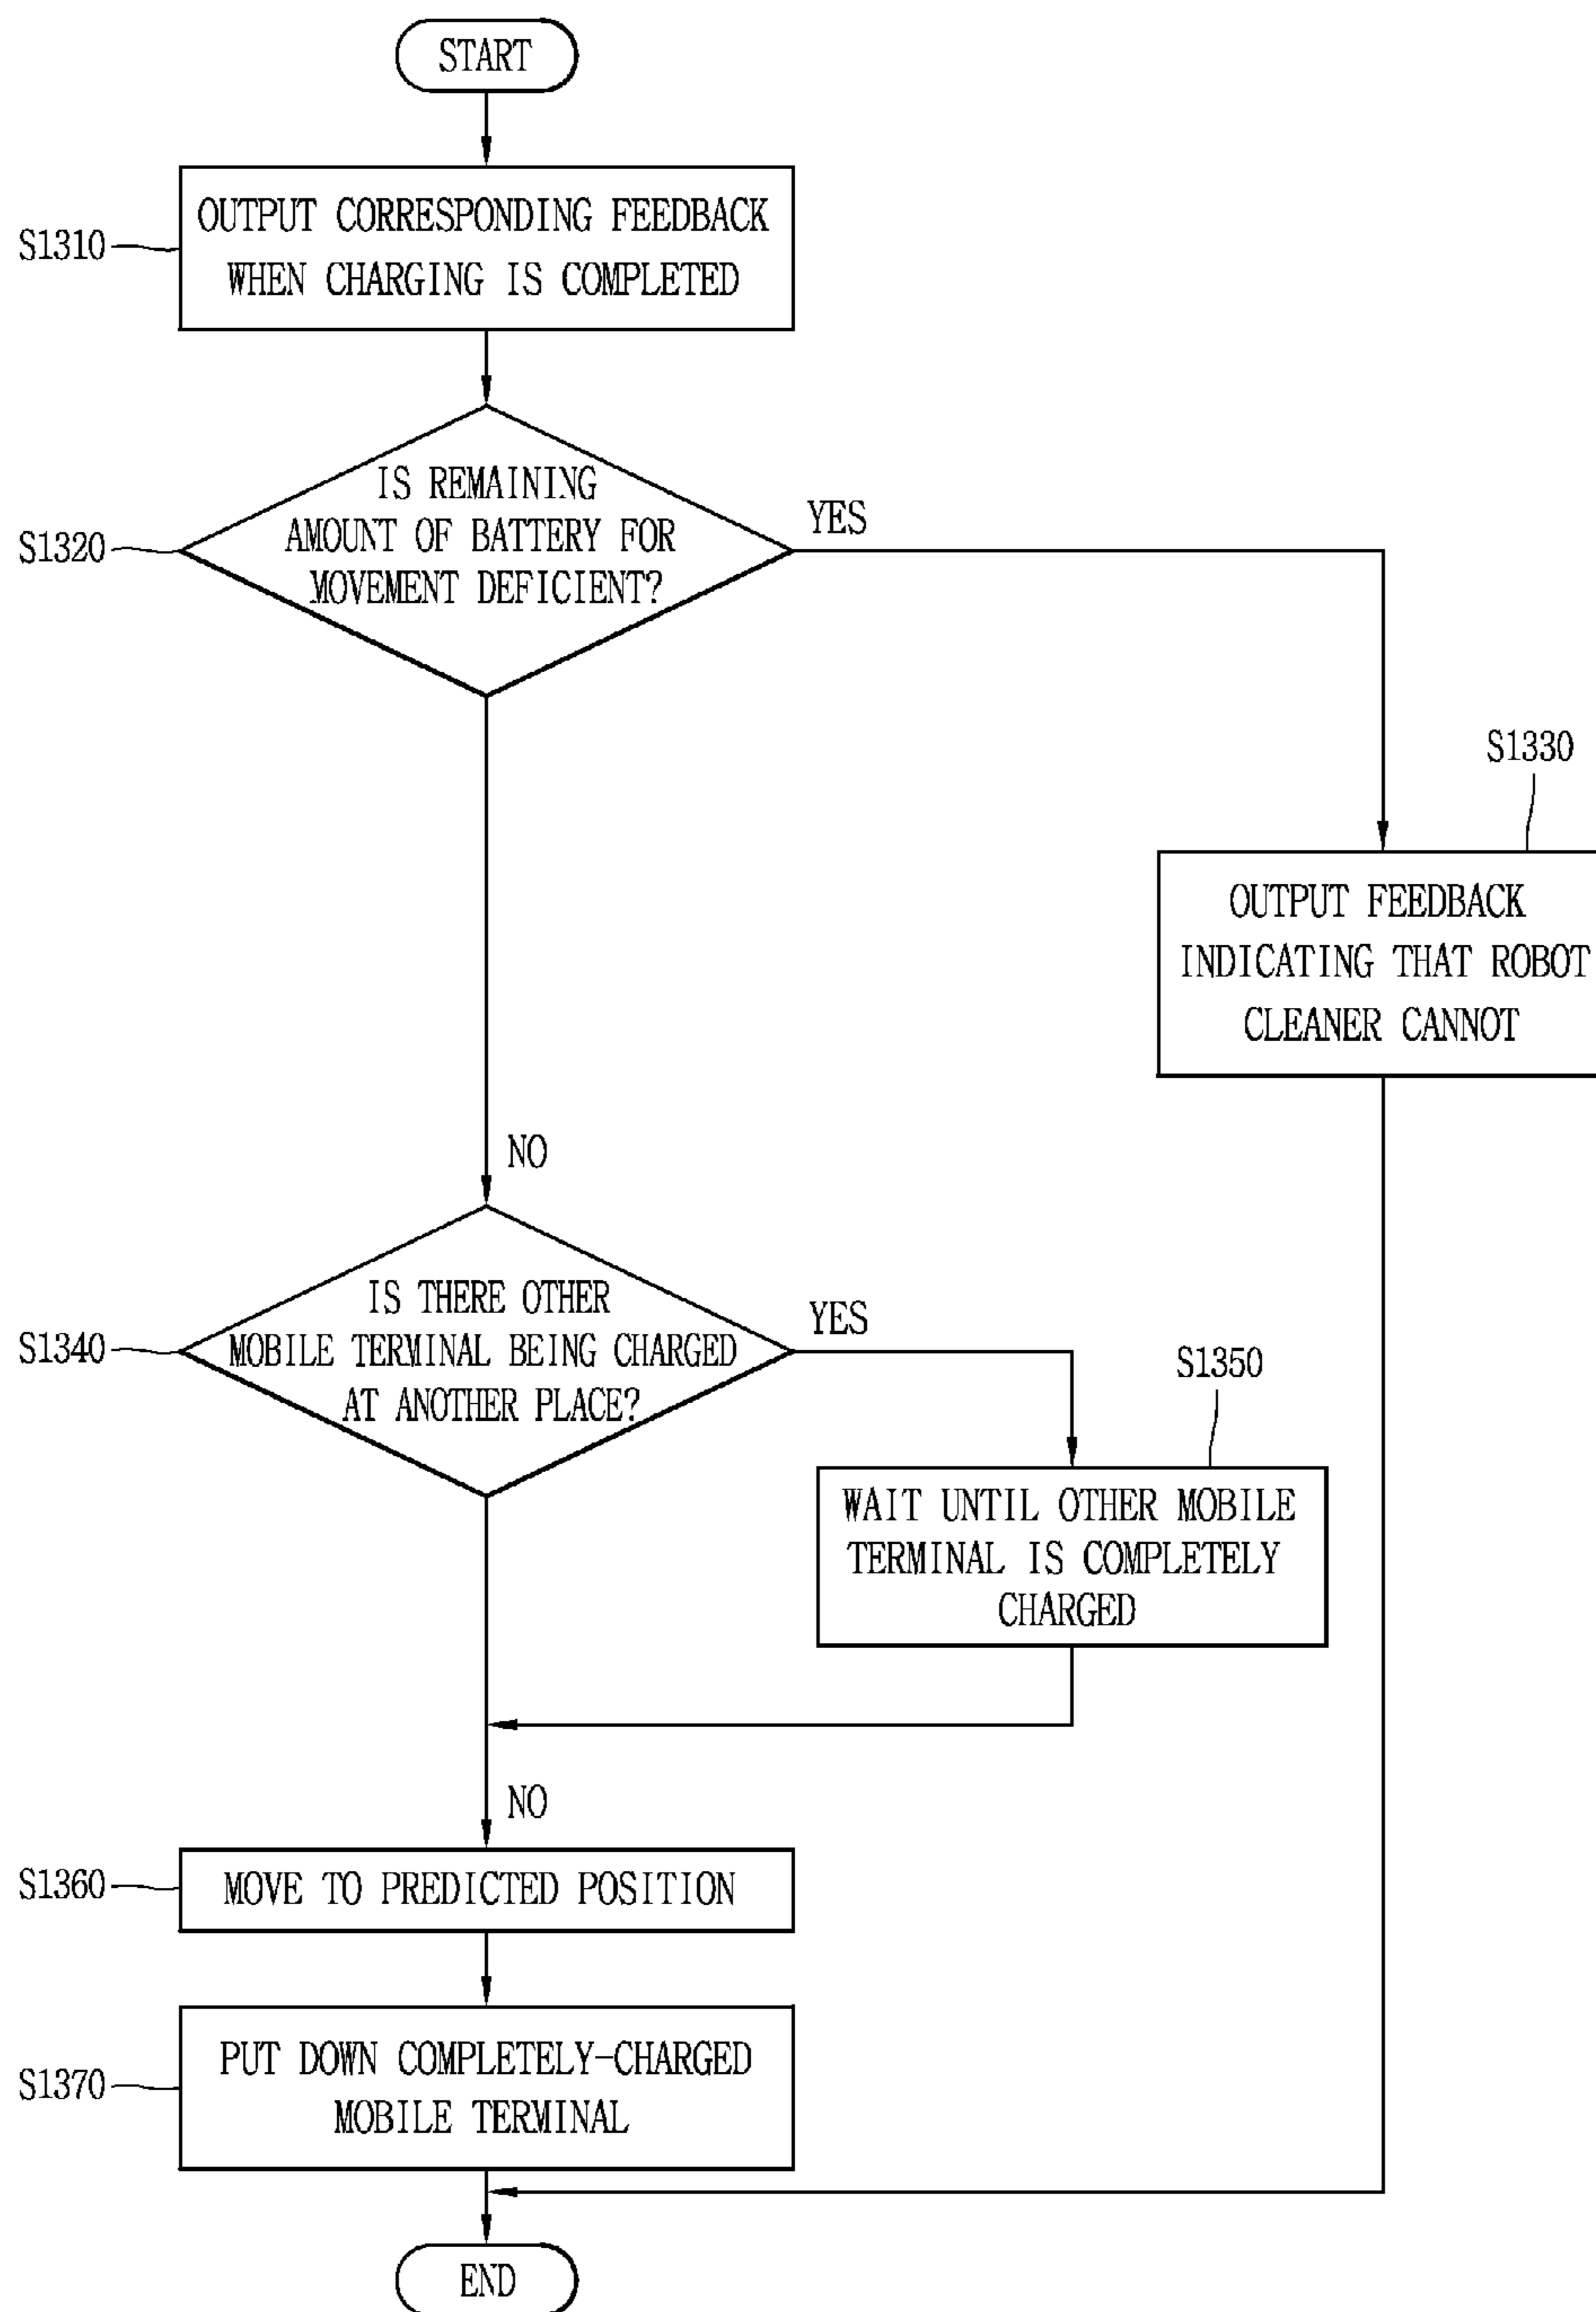 START
S1310
OUTPUT CORRESPONDING FEEDBACK
WHEN CHARGING IS COMPLETED
S1320
IS REMAINING
AMOUNT OF BATTERY FOR
MOVEMENT DEFICIENT?
YES
S1330
OUTPUT FEEDBACK
INDICATING THAT ROBOT
CLEANER CANNOT
NO
S1340
IS THERE OTHER
MOBILE TERMINAL BEING CHARGED
AT ANOTHER PLACE?
YES
S1350
WAIT UNTIL OTHER MOBILE
TERMINAL IS COMPLETELY
CHARGED
NO
S1360
MOVE TO PREDICTED POSITION
S1370
PUT DOWN COMPLETELY-CHARGED
MOBILE TERMINAL
END